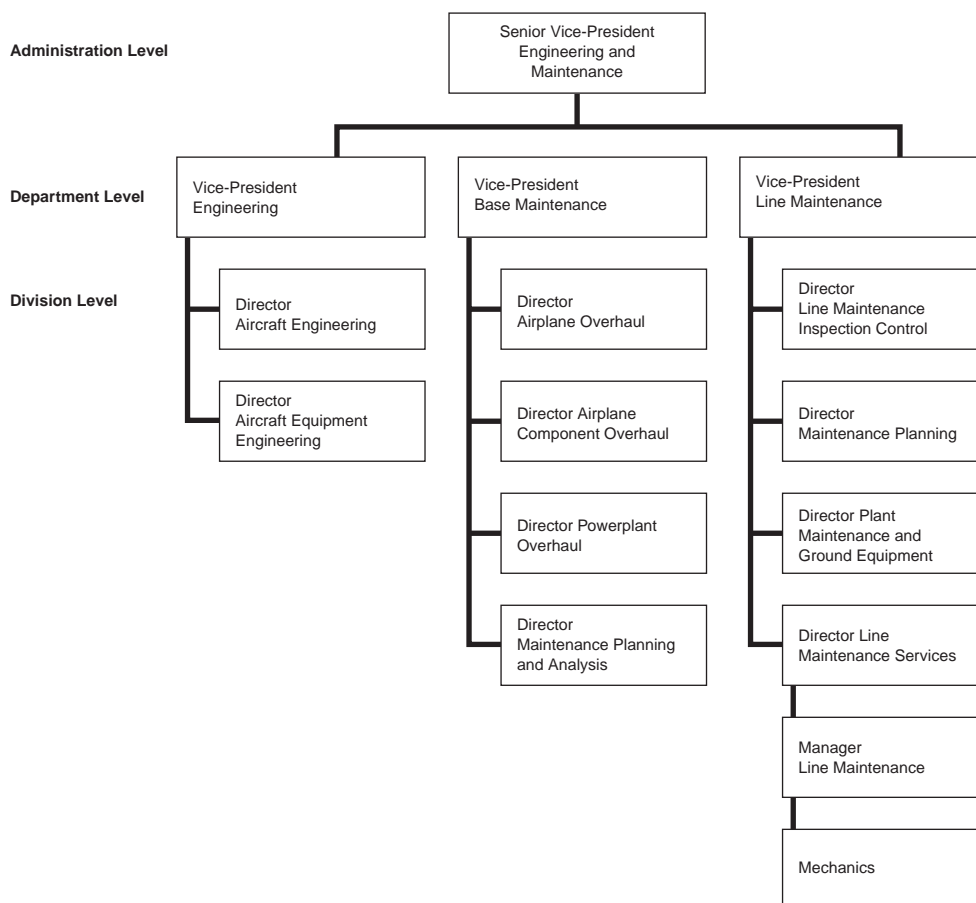 Administration Level
Senior Vice-President
Engineering and
Maintenance
Department Level
Vice-President
Engineering
Vice-President
Base Maintenance
Vice-President
Line Maintenance
Division Level
Director
Aircraft Engineering
Director
Airplane Overhaul
Director
Line Maintenance
Inspection Control
Director
Aircraft Equipment
Engineering
Director Airplane
Component Overhaul
Director
Maintenance Planning
Director Powerplant
Overhaul
Director Plant
Maintenance and
Ground Equipment
Director
Maintenance Planning
and Analysis
Director Line
Maintenance Services
Manager
Line Maintenance
Mechanics